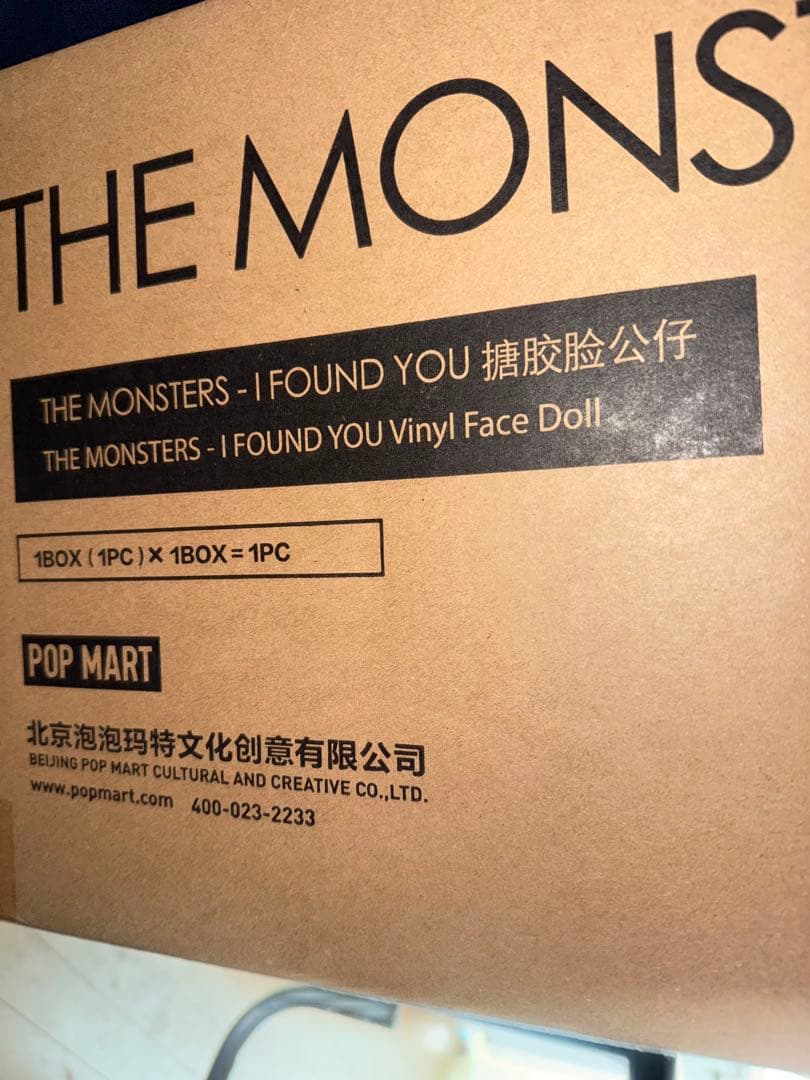 THE MONS
THE MONSTERS - I FOUND YOU 搪胶脸公仔
THE MONSTERS - I FOUND YOU Vinyl Face Doll
1BOX (1PC) × 1BOX = 1PC
POP MART
北京泡泡玛特文化创意有限公司
BEIJING POP MART CULTURAL AND CREATIVE CO.,LTD.
www.popmart.com 400-023-2233